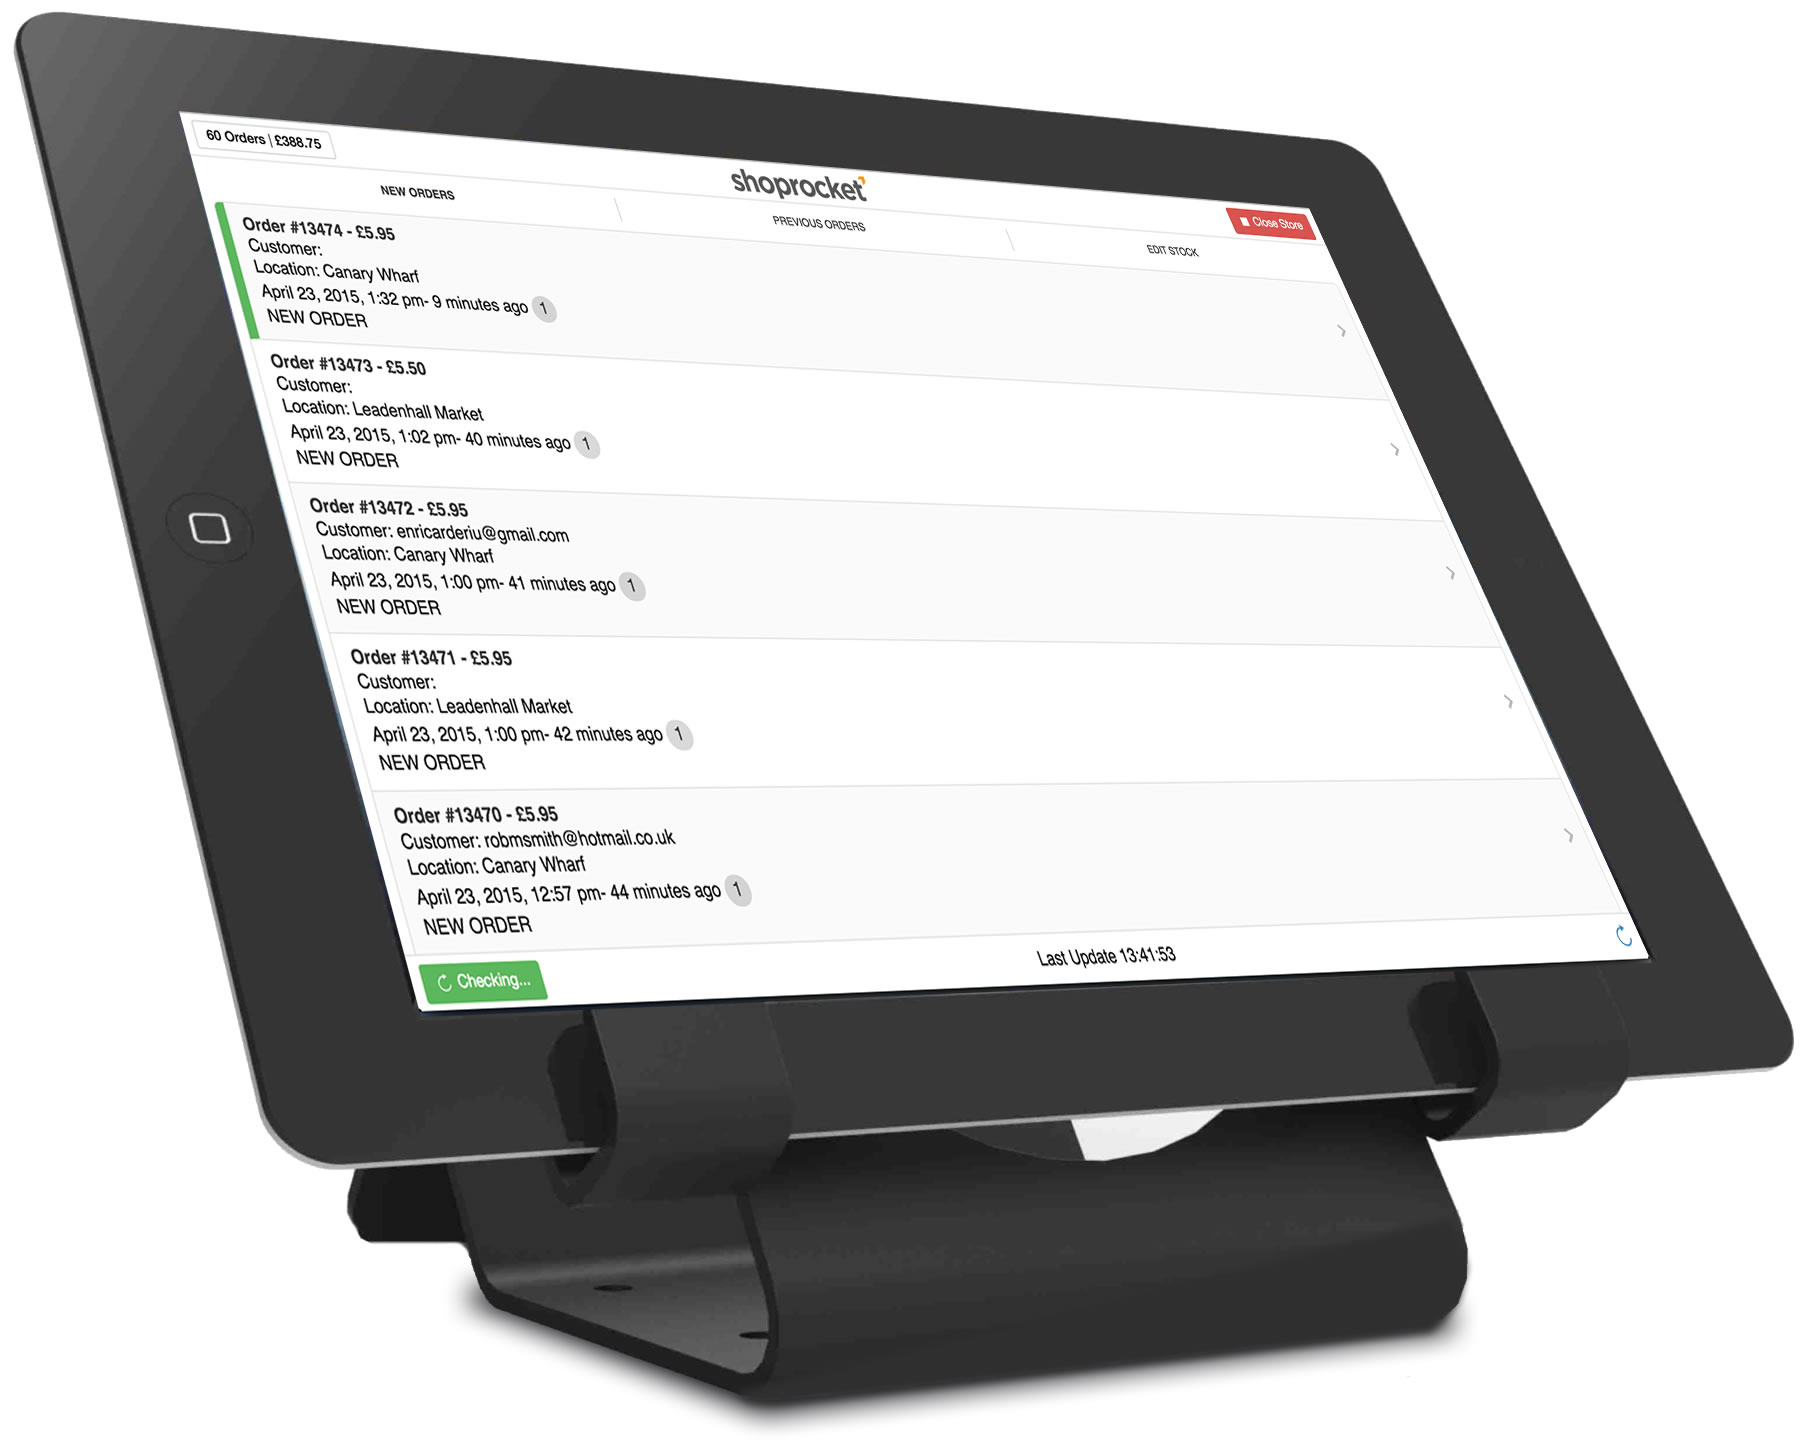 60 Orders | £388.75
shoprocket
Close Store
NEW ORDERS
PREVIOUS ORDERS
EDIT STOCK
Order #13474 - £5.95
Customer:
Location: Canary Wharf
April 23, 2015, 1:32 pm- 9 minutes ago 1
NEW ORDER
Order #13473 - £5.50
Customer:
Location: Leadenhall Market
April 23, 2015, 1:02 pm- 40 minutes ago 1
NEW ORDER
Order #13472 - £5.95
Customer: enricarderiu@gmail.com
Location: Canary Wharf
April 23, 2015, 1:00 pm- 41 minutes ago 1
NEW ORDER
Order #13471 - £5.95
Customer:
Location: Leadenhall Market
April 23, 2015, 1:00 pm- 42 minutes ago 1
NEW ORDER
Order #13470 - £5.95
Customer: robmsmith@hotmail.co.uk
Location: Canary Wharf
April 23, 2015, 12:57 pm- 44 minutes ago 1
NEW ORDER
Checking...
Last Update 13:41:53